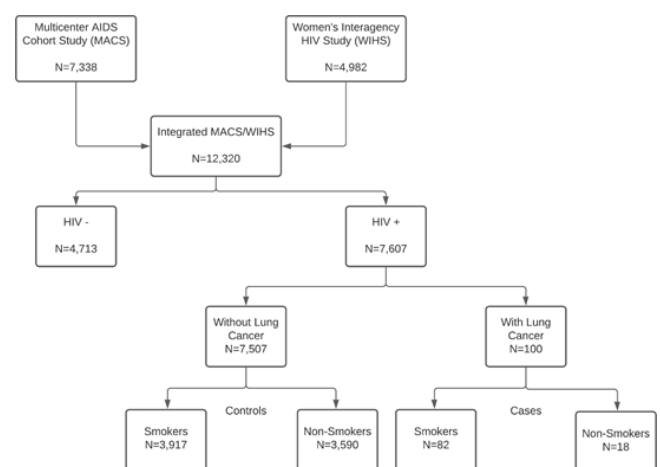 Multicenter AIDS
Cohort Study (MACS)
N=7,338
Women's Interagency
HIV Study (WIHS)
N=4,982
Integrated MACS/WIHS
N=12,320
HIV -
N=4,713
HIV +
N=7,607
Without Lung
Cancer
N=7,507
With Lung
Cancer
N=100
Smokers
N=3,917
Controls
Non-Smokers
N=3,590
Smokers
N=82
Cases
Non-Smokers
N=18